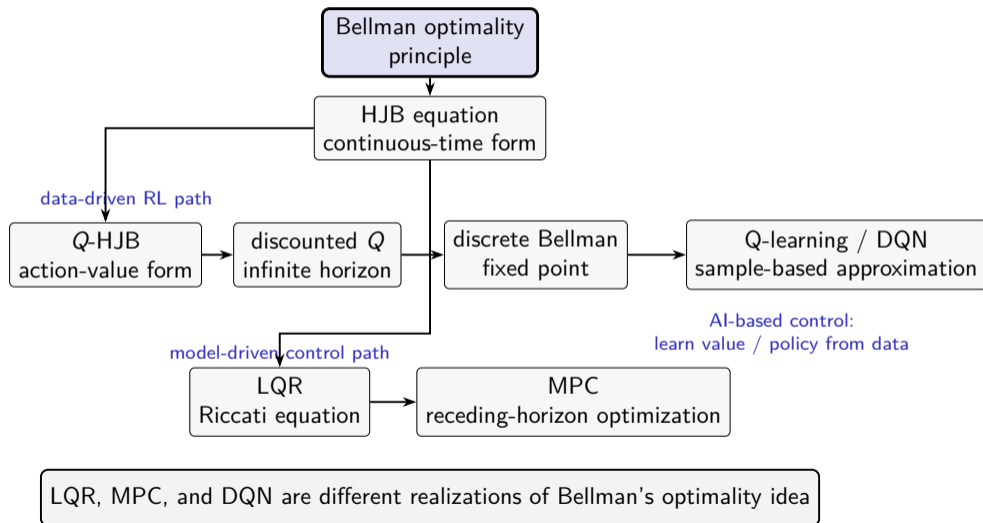 Bellman optimality
principle
HJB equation
continuous-time form
data-driven RL path
Q-HJB
action-value form
discounted Q
infinite horizon
discrete Bellman
fixed point
Q-learning / DQN
sample-based approximation
AI-based control:
learn value / policy from data
model-driven control path
LQR
Riccati equation
MPC
receding-horizon optimization
LQR, MPC, and DQN are different realizations of Bellman's optimality idea